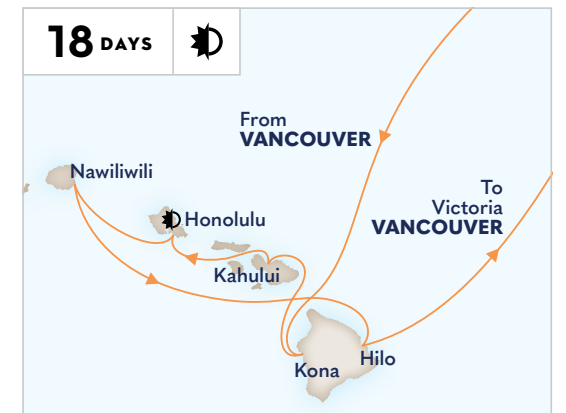 18 DAYS
From
VANCOUVER
Nawiliwili
To
Victoria
VANCOUVER
Honolulu
Kahului
Kona
Hilo